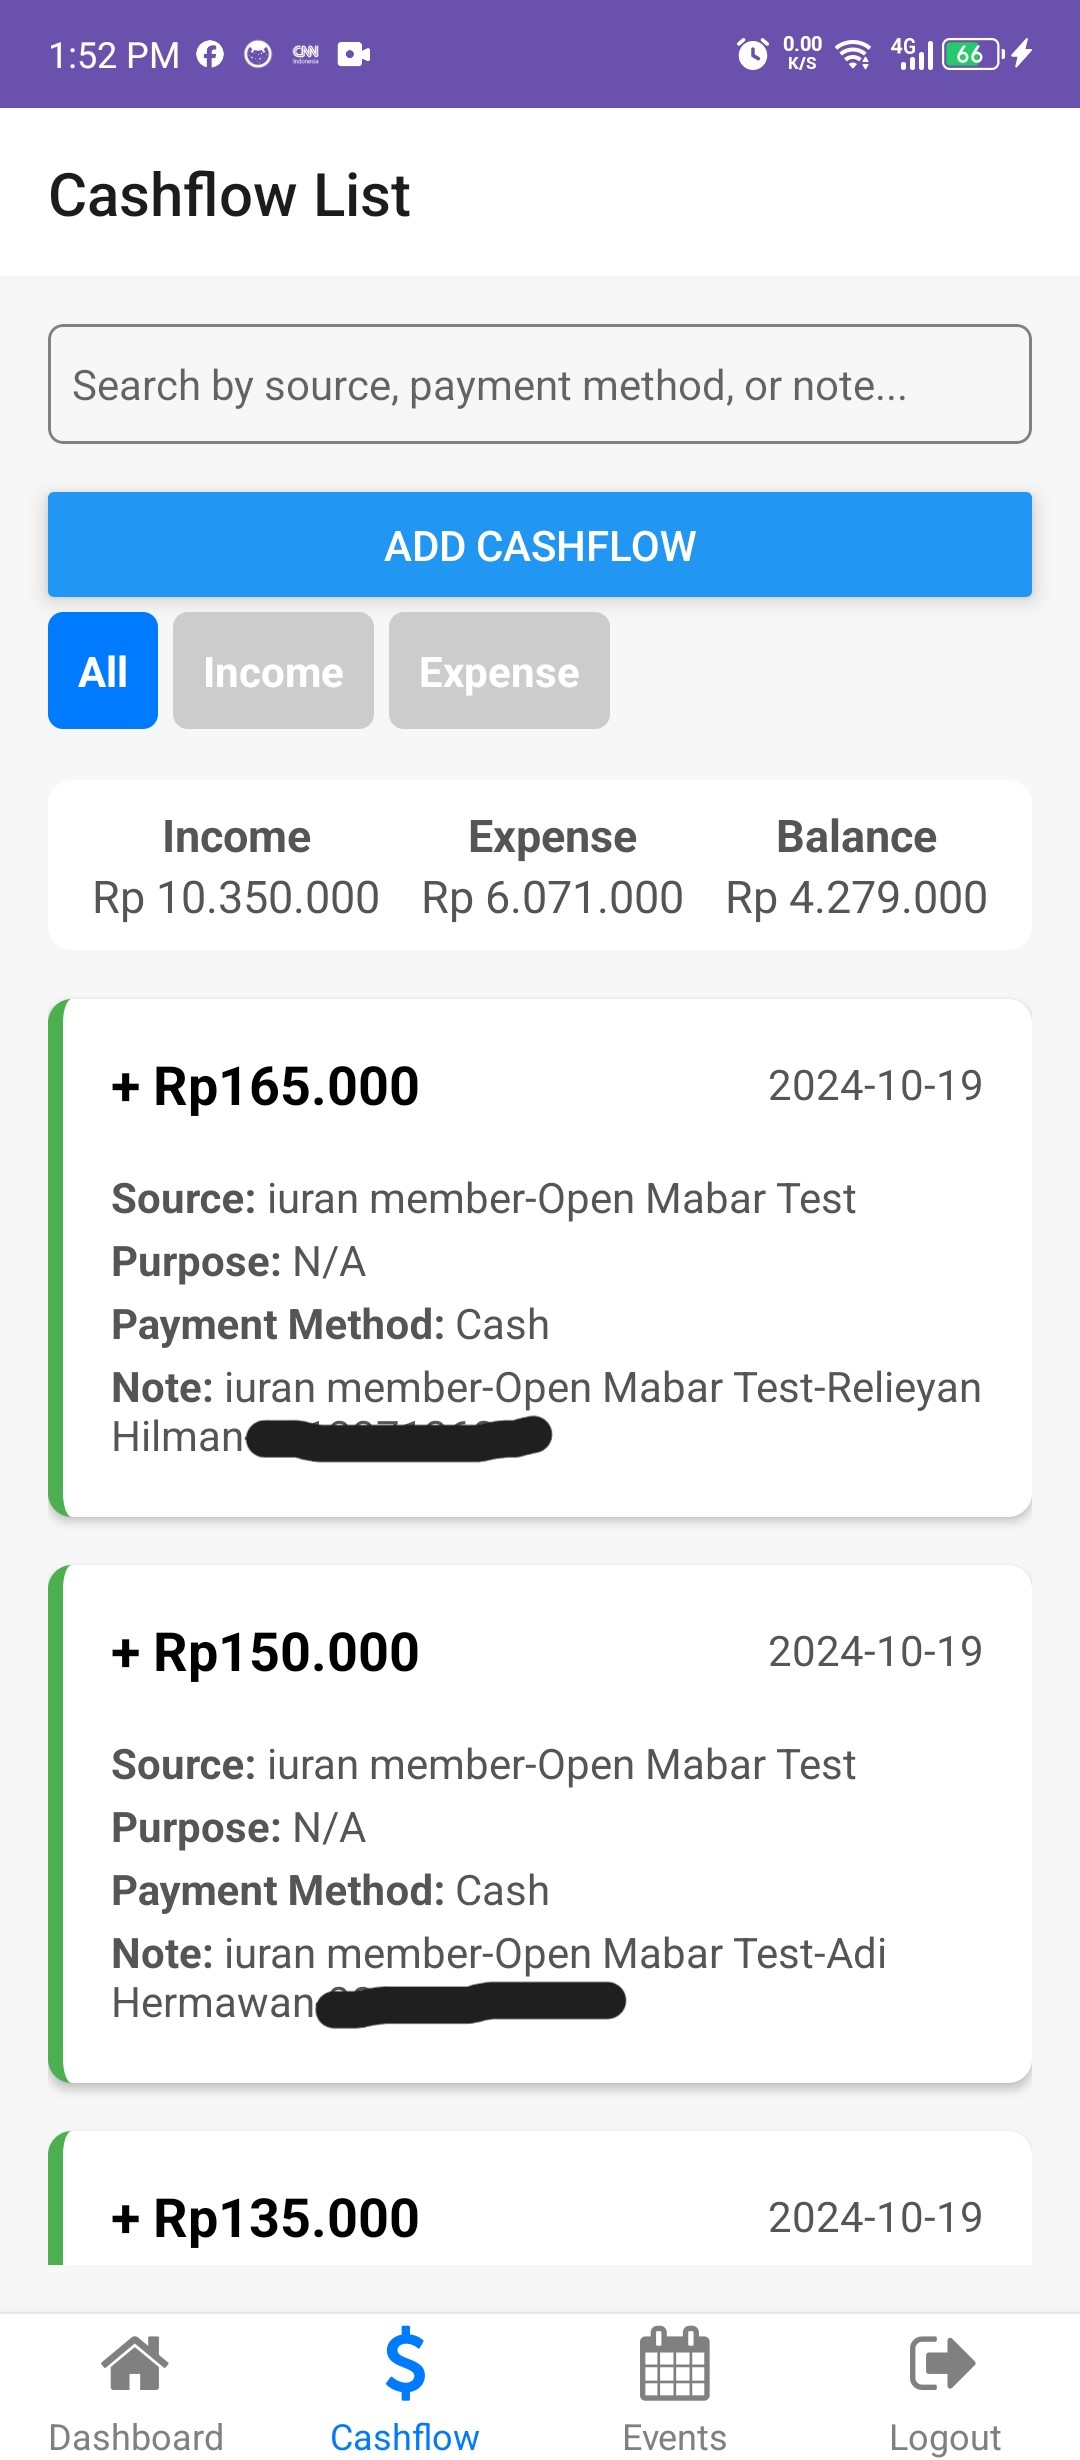 1:52 PM CNN Indonesia 0.00 K/S 4G 66
Cashflow List
Search by source, payment method, or note...
ADD CASHFLOW
All Income Expense
Income Expense Balance
Rp 10.350.000 Rp 6.071.000 Rp 4.279.000
+ Rp165.000 2024-10-19
Source: iuran member-Open Mabar Test
Purpose: N/A
Payment Method: Cash
Note: iuran member-Open Mabar Test-Relieyan
Hilman
+ Rp150.000 2024-10-19
Source: iuran member-Open Mabar Test
Purpose: N/A
Payment Method: Cash
Note: iuran member-Open Mabar Test-Adi
Hermawan
+ Rp135.000 2024-10-19
Dashboard Cashflow Events Logout